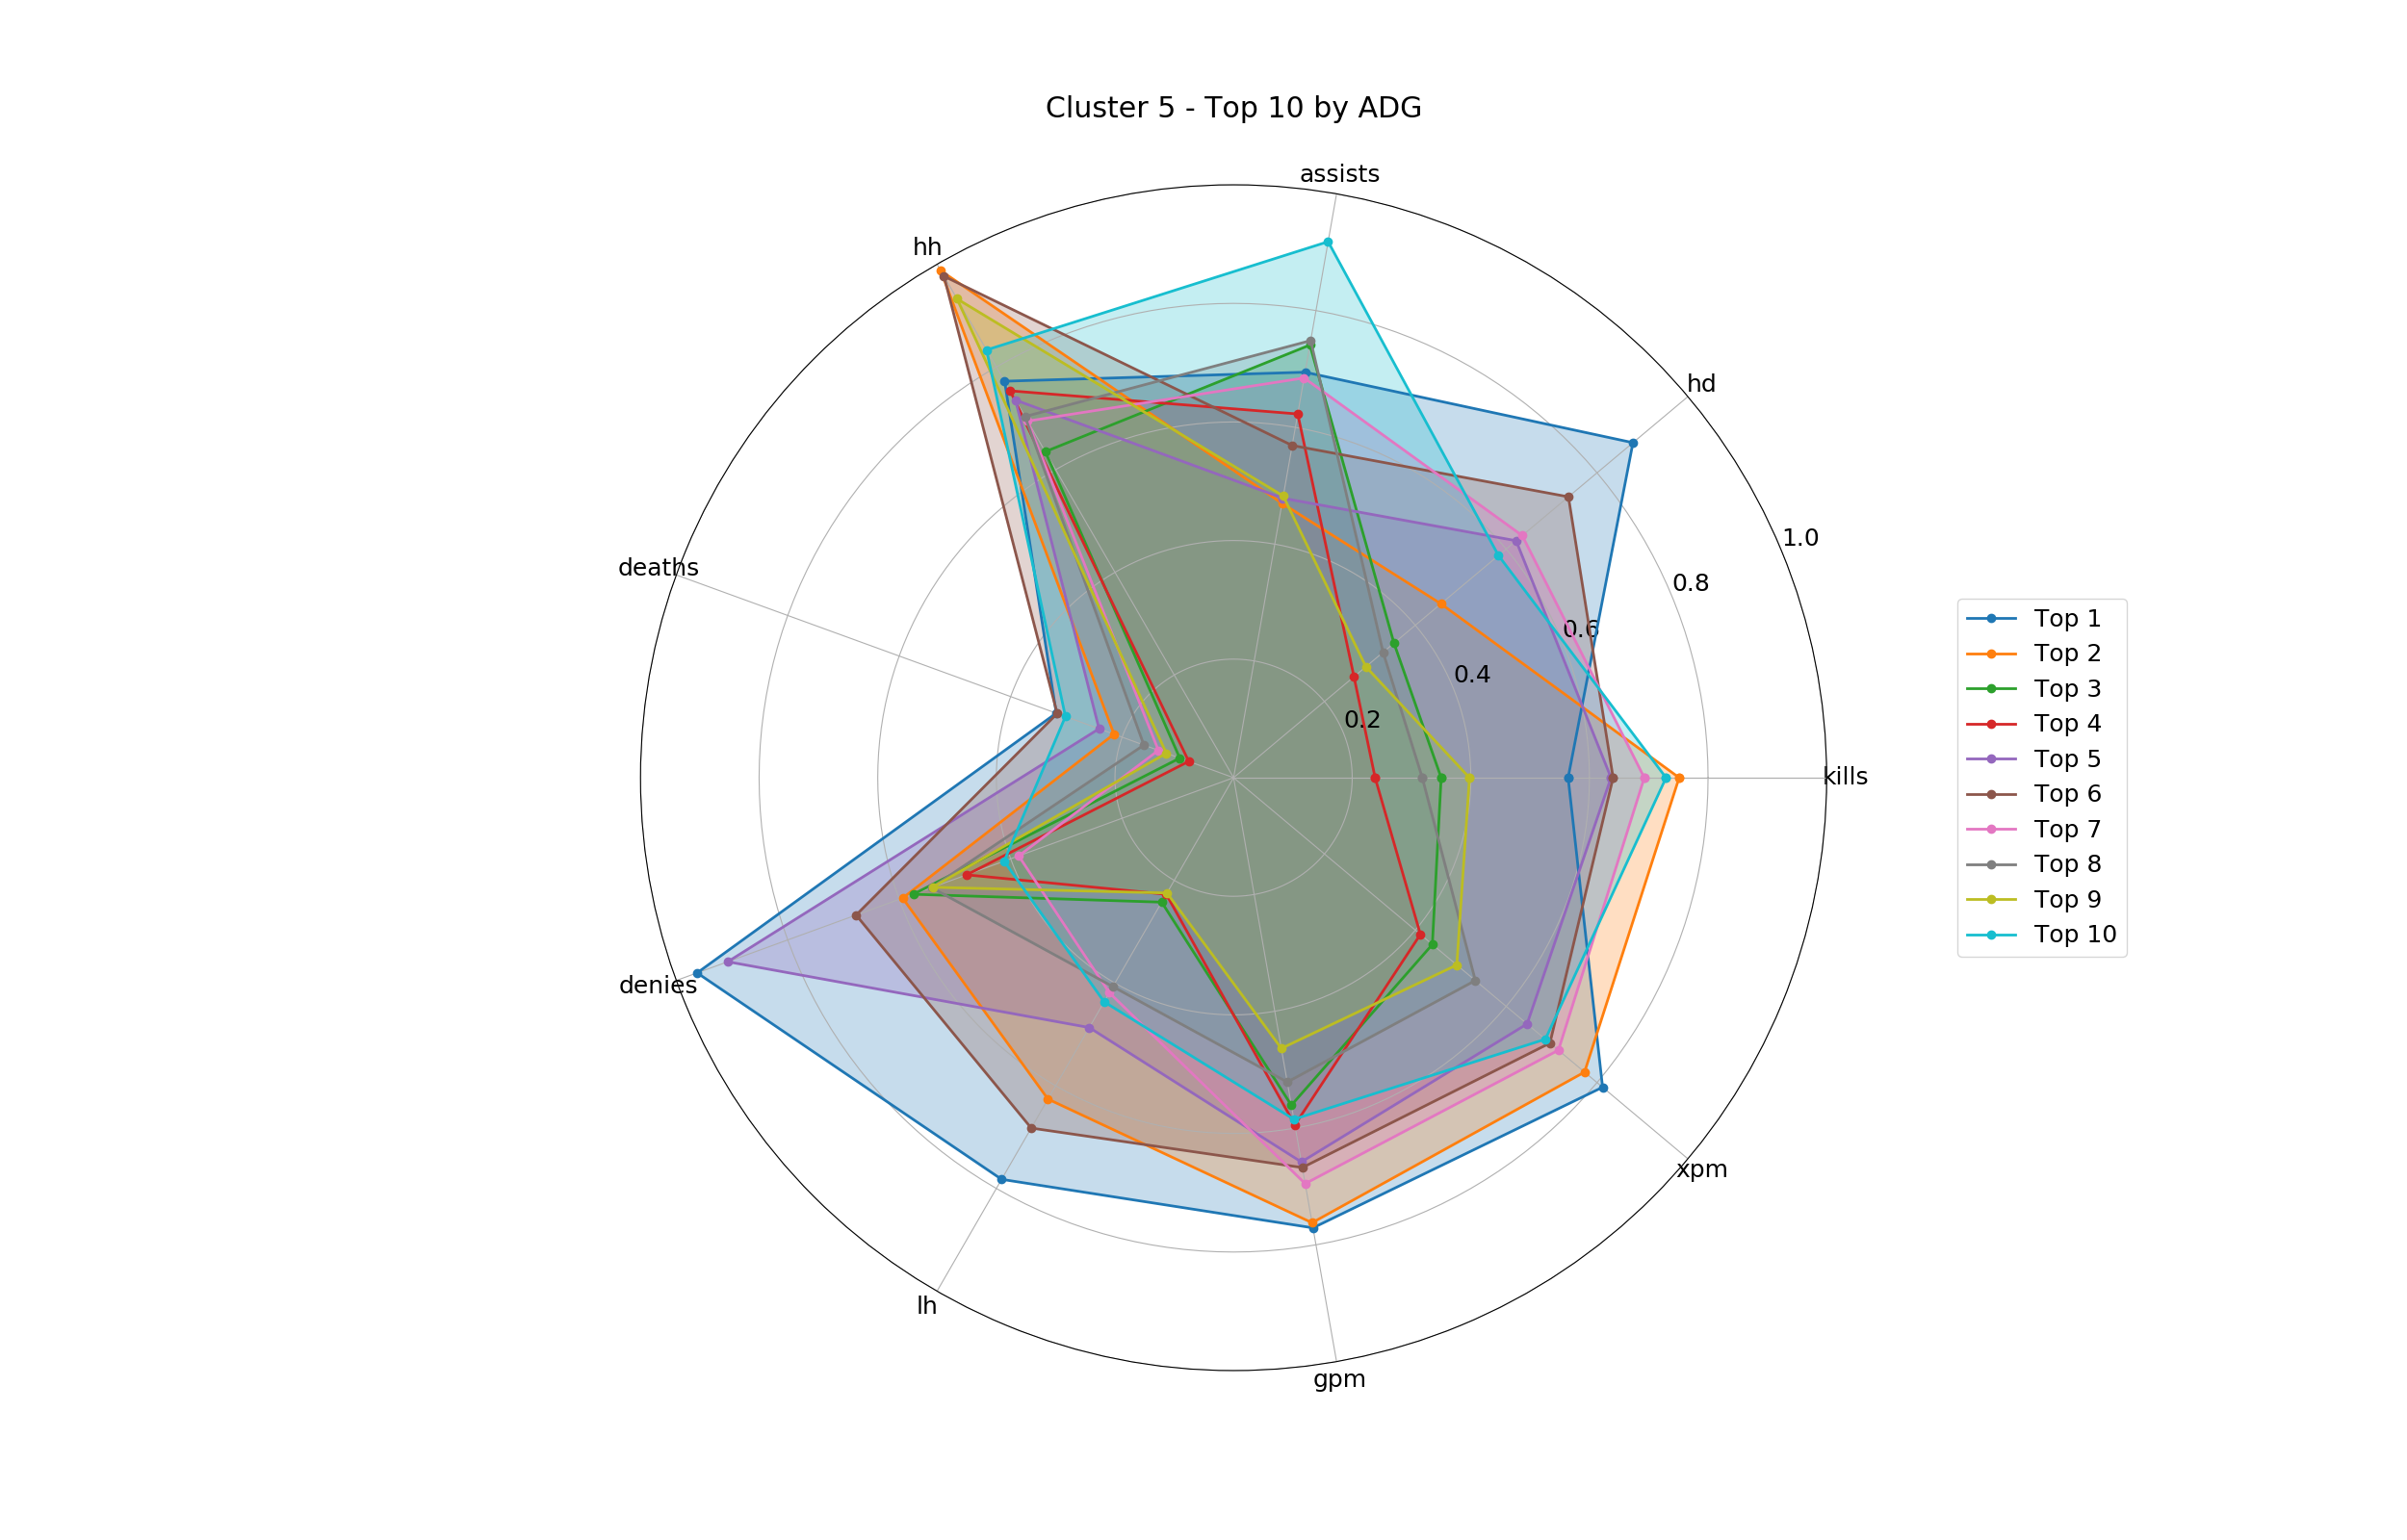 Cluster 5 - Top 10 by ADG
assists
hh
hd
deaths
1.0
0.8
0.6
0.4
0.2
kills
denies
xpm
lh
gpm
Top 1
Top 2
Top 3
Top 4
Top 5
Top 6
Top 7
Top 8
Top 9
Top 10